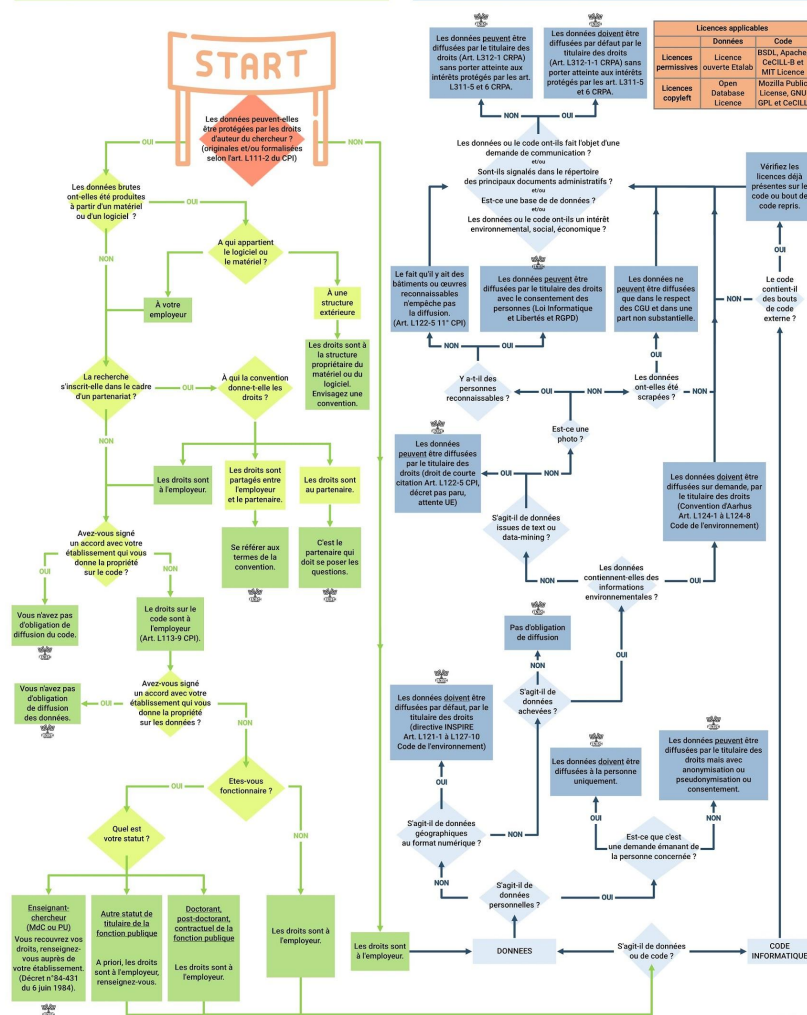 START
Les données peuvent-elles
être protégées par les droits
d'auteur du chercheur ?
(originales et/ou formalisées
selon l'art. L111-2 du CPI)
OUI
NON
Les données brutes
ont-elles été produites
à partir d'un matériel
ou d'un logiciel ?
OUI
NON
A qui appartient
le logiciel ou
le matériel ?
À votre
employeur
À une
structure
extérieure
Les droits sont
à la structure
propriétaire du
matériel ou du
logiciel.
Envisagez une
convention.
La recherche
s'inscrit-elle dans le cadre
d'un partenariat ?
OUI
NON
À qui la convention
donne-t-elle les
droits ?
Les droits sont
à l'employeur.
Les droits sont
partagés entre
l'employeur
et le partenaire.
Les droits sont
au partenaire.
Se référer aux
termes de la
convention.
C'est le
partenaire qui
doit se poser les
questions.
Avez-vous signé
un accord avec votre
établissement qui vous
donne la propriété
sur le code ?
OUI
NON
Vous n'avez pas
d'obligation de
diffusion du code.
Le droits sur le
code sont à
l'employeur
(Art. L113-9 CPI).
Avez-vous signé
un accord avec votre
établissement qui vous
donne la propriété
sur les données ?
OUI
NON
Vous n'avez pas
d'obligation
de diffusion
des données.
Etes-vous
fonctionnaire ?
OUI
NON
Quel est
votre statut ?
Enseignant-
chercheur
(MdC ou PU)
Vous recouvrez vos
droits, renseignez-
vous auprès de
votre établissement.
(Décret n°84-431
du 6 juin 1984).
Autre statut de
titulaire de la
fonction publique
A priori, les droits
sont à l'employeur,
renseignez-vous.
Doctorant,
post-doctorant,
contractuel de la
fonction publique
Les droits sont à
l'employeur.
Les droits sont à
l'employeur.
Les droits sont
à l'employeur.
DONNEES
S'agit-il de données
ou de code ?
CODE
INFORMATIQUE
S'agit-il de
données
personnelles ?
NON
OUI
Est-ce que c'est
une demande émanant de
la personne concernée ?
OUI
NON
Les données doivent être
diffusées à la personne
uniquement.
Les données peuvent être
diffusées par le titulaire des
droits mais avec
anonymisation ou
pseudonymisation ou
consentement.
S'agit-il de données
géographiques
au format numérique ?
OUI
NON
Les données doivent être
diffusées par défaut, par le
titulaire des droits
(directive INSPIRE
Art. L121-1 à L127-10
Code de l'environnement)
S'agit-il de
données
achevées ?
NON
OUI
Pas d'obligation
de diffusion
Les données
contiennent-elles des
informations
environnementales ?
NON
OUI
Les données doivent être
diffusées sur demande, par
le titulaire des droits
(Convention d'Aarhus
Art. L124-1 à L124-8
Code de l'environnement)
S'agit-il de données
issues de text ou
data-mining ?
OUI
NON
Les données
peuvent être diffusées
par le titulaire des
droits (droit de courte
citation Art. L122-5 CPI,
décret pas paru,
attente UE)
Est-ce une
photo ?
OUI
NON
Y a-t-il des
personnes
reconnaissables ?
NON
OUI
Le fait qu'il y ait des
bâtiments ou œuvres
reconnaissables
n'empêche pas
la diffusion.
(Art. L122-5 11° CPI)
Les données peuvent être
diffusées par le titulaire des droits
avec le consentement des
personnes (Loi Informatique
et Libertés et RGPD)
Les données
ont-elles été
scrapées ?
OUI
NON
Les données ne
peuvent être diffusées
que dans le respect
des CGU et dans une
part non substantielle.
Le code
contient-il
des bouts
de code
externe ?
NON
OUI
Vérifiez les
licences déjà
présentes sur le
code ou bout de
code repris.
Les données ou le code ont-ils fait l'objet d'une
demande de communication ?
et/ou
Sont-ils signalés dans le répertoire
des principaux documents administratifs ?
et/ou
Est-ce une base de de données ?
et/ou
Les données ou le code ont-ils un intérêt
environnemental, social, économique ?
NON
OUI
Les données peuvent être
diffusées par le titulaire des
droits (Art. L312-1 CRPA)
sans porter atteinte aux
intérêts protégés par les art.
L311-5 et 6 CRPA.
Les données doivent être
diffusées par défaut par le
titulaire des droits
(Art. L312-1-1 CRPA) sans
porter atteinte aux intérêts
protégés par les art. L311-5
et 6 CRPA.
Licences applicables
Données Code
Licences permissives Licence ouverte Etalab BSDL, Apache, CeCILL-B et MIT Licence
Licences copyleft Open Database Licence Mozilla Public License, GNU GPL et CeCILL